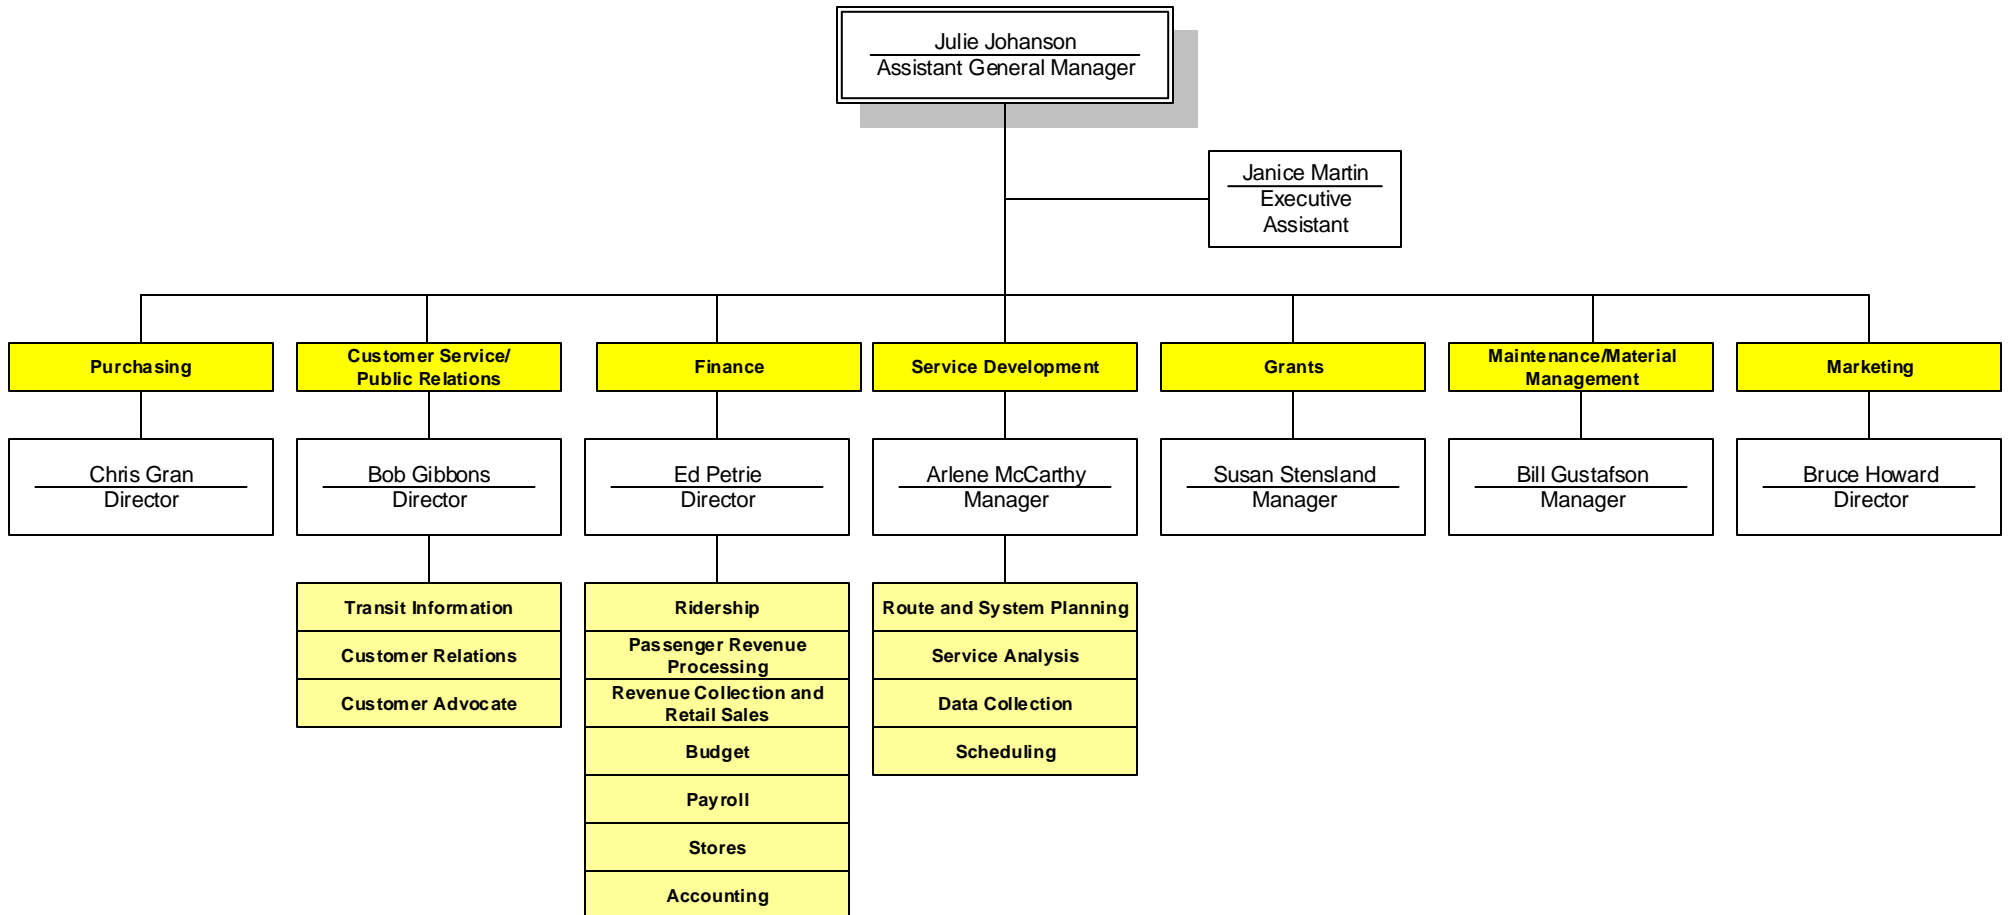 Julie Johanson
Assistant General Manager
Janice Martin
Executive
Assistant
Purchasing
Customer Service/
Public Relations
Finance
Service Development
Grants
Maintenance/Material
Management
Marketing
Chris Gran
Director
Bob Gibbons
Director
Ed Petrie
Director
Arlene McCarthy
Manager
Susan Stensland
Manager
Bill Gustafson
Manager
Bruce Howard
Director
Transit Information
Customer Relations
Customer Advocate
Ridership
Passenger Revenue
Processing
Revenue Collection and
Retail Sales
Budget
Payroll
Stores
Accounting
Route and System Planning
Service Analysis
Data Collection
Scheduling